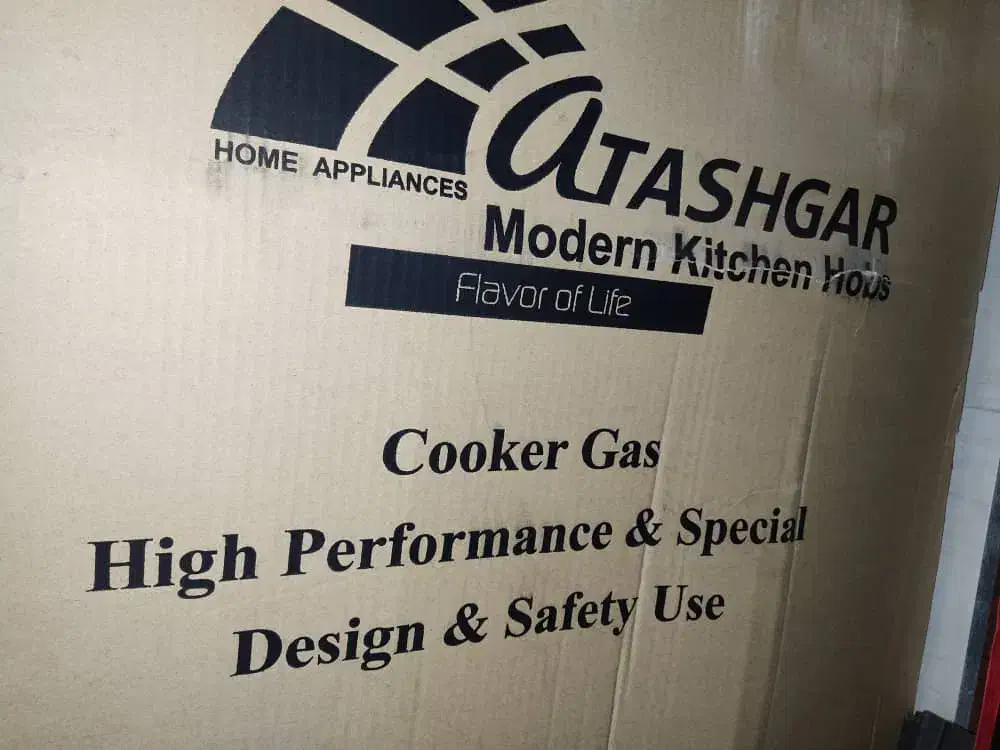 HOME APPLIANCES
aTASHGAR
Modern Kitchen Hobs
Flavor of Life
Cooker Gas
High Performance & Special
Design & Safety Use